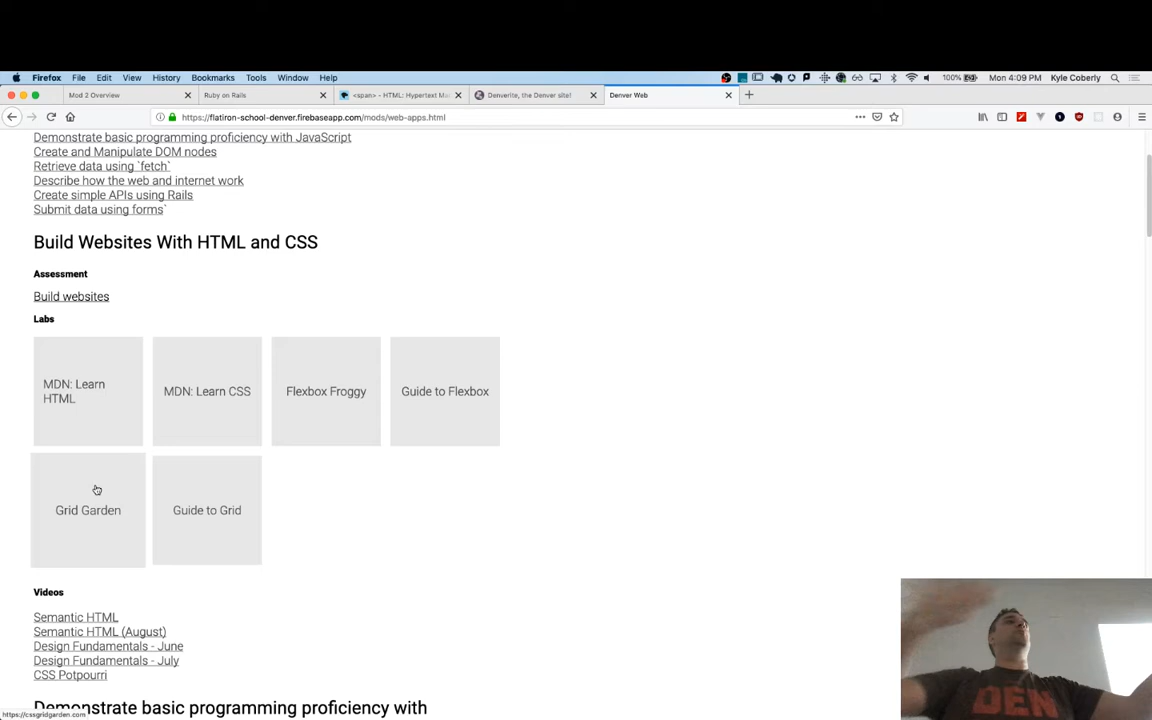 Firefox File Edit View History Bookmarks Tools Window Help 100% Mon 4:09 PM Kyle Coberly
Mod 2 Overview Ruby on Rails <span> - HTML: Hypertext Ma Denverite, the Denver site! Denver Web
https://flatiron-school-denver.firebaseapp.com/mods/web-apps.html
Demonstrate basic programming proficiency with JavaScript
Create and Manipulate DOM nodes
Retrieve data using `fetch`
Describe how the web and internet work
Create simple APIs using Rails
Submit data using forms`
Build Websites With HTML and CSS
Assessment
Build websites
Labs
MDN: Learn
HTML
MDN: Learn CSS
Flexbox Froggy
Guide to Flexbox
Grid Garden
Guide to Grid
Videos
Semantic HTML
Semantic HTML (August)
Design Fundamentals - June
Design Fundamentals - July
CSS Potpourri
Demonstrate basic programming proficiency with
https://cssgridgarden.com
DEN